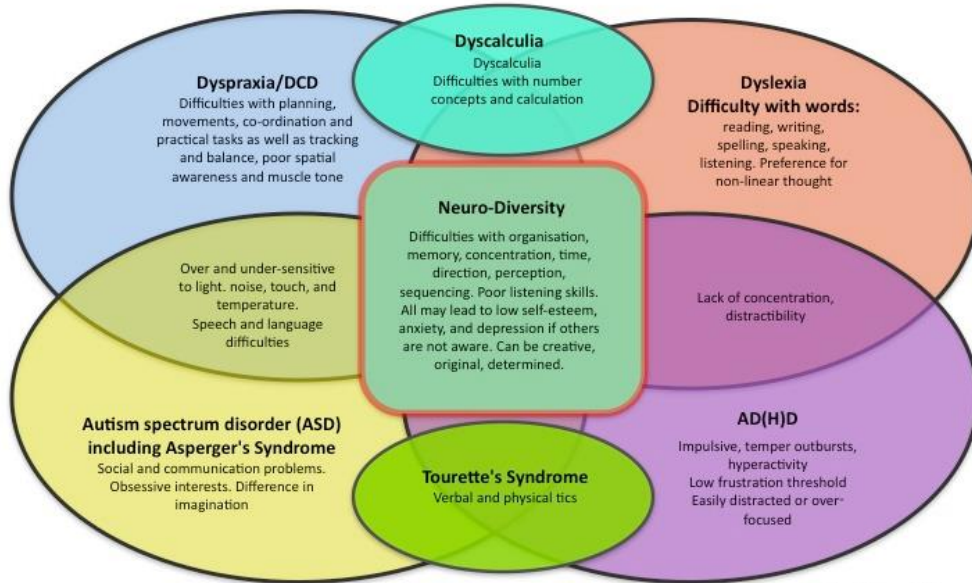 Dyscalculia
Dyscalculia
Difficulties with number
concepts and calculation
Dyspraxia/DCD
Difficulties with planning,
movements, co-ordination and
practical tasks as well as tracking
and balance, poor spatial
awareness and muscle tone
Dyslexia
Difficulty with words:
reading, writing,
spelling, speaking,
listening. Preference for
non-linear thought
Neuro-Diversity
Difficulties with organisation,
memory, concentration, time,
direction, perception,
sequencing. Poor listening skills.
All may lead to low self-esteem,
anxiety, and depression if others
are not aware. Can be creative,
original, determined.
Over and under-sensitive
to light. noise, touch, and
temperature.
Speech and language
difficulties
Lack of concentration,
distractibility
Autism spectrum disorder (ASD)
including Asperger's Syndrome
Social and communication problems.
Obsessive interests. Difference in
imagination
Tourette's Syndrome
Verbal and physical tics
AD(H)D
Impulsive, temper outbursts,
hyperactivity
Low frustration threshold
Easily distracted or over-
focused